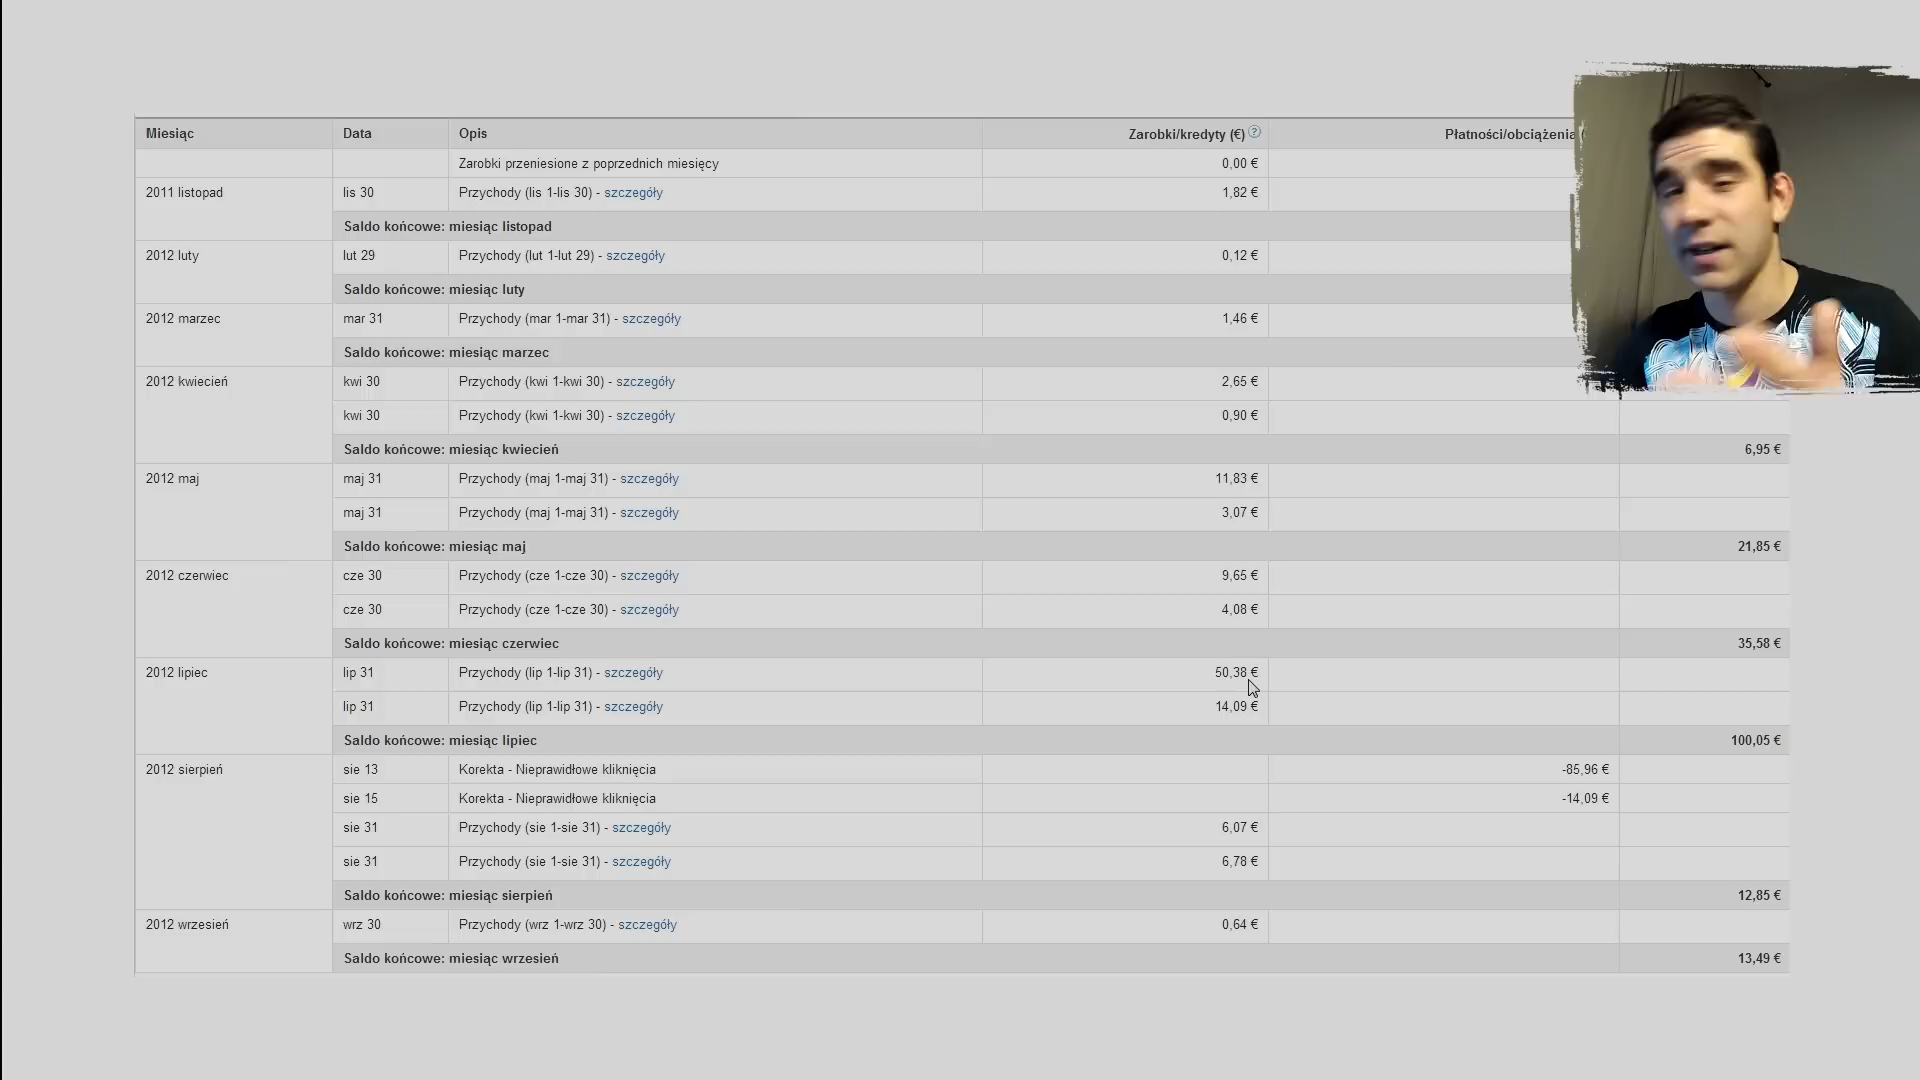 Miesiąc Data Opis Zarobki/kredyty (€) ? Płatności/obciążenia
Zarobki przeniesione z poprzednich miesięcy 0,00 €
2011 listopad lis 30 Przychody (lis 1-lis 30) - szczegóły 1,82 €
Saldo końcowe: miesiąc listopad
2012 luty lut 29 Przychody (lut 1-lut 29) - szczegóły 0,12 €
Saldo końcowe: miesiąc luty
2012 marzec mar 31 Przychody (mar 1-mar 31) - szczegóły 1,46 €
Saldo końcowe: miesiąc marzec
2012 kwiecień kwi 30 Przychody (kwi 1-kwi 30) - szczegóły 2,65 €
kwi 30 Przychody (kwi 1-kwi 30) - szczegóły 0,90 €
Saldo końcowe: miesiąc kwiecień 6,95 €
2012 maj maj 31 Przychody (maj 1-maj 31) - szczegóły 11,83 €
maj 31 Przychody (maj 1-maj 31) - szczegóły 3,07 €
Saldo końcowe: miesiąc maj 21,85 €
2012 czerwiec cze 30 Przychody (cze 1-cze 30) - szczegóły 9,65 €
cze 30 Przychody (cze 1-cze 30) - szczegóły 4,08 €
Saldo końcowe: miesiąc czerwiec 35,58 €
2012 lipiec lip 31 Przychody (lip 1-lip 31) - szczegóły 50,38 €
lip 31 Przychody (lip 1-lip 31) - szczegóły 14,09 €
Saldo końcowe: miesiąc lipiec 100,05 €
2012 sierpień sie 13 Korekta - Nieprawidłowe kliknięcia -85,96 €
sie 15 Korekta - Nieprawidłowe kliknięcia -14,09 €
sie 31 Przychody (sie 1-sie 31) - szczegóły 6,07 €
sie 31 Przychody (sie 1-sie 31) - szczegóły 6,78 €
Saldo końcowe: miesiąc sierpień 12,85 €
2012 wrzesień wrz 30 Przychody (wrz 1-wrz 30) - szczegóły 0,64 €
Saldo końcowe: miesiąc wrzesień 13,49 €